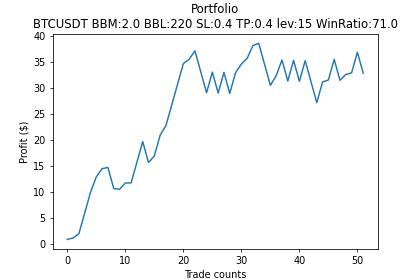 Portfolio
BTCUSDT BBM:2.0 BBL:220 SL:0.4 TP:0.4 lev:15 WinRatio:71.0
40
35
30
25
20
15
10
5
0
Profit ($)
0 10 20 30 40 50
Trade counts